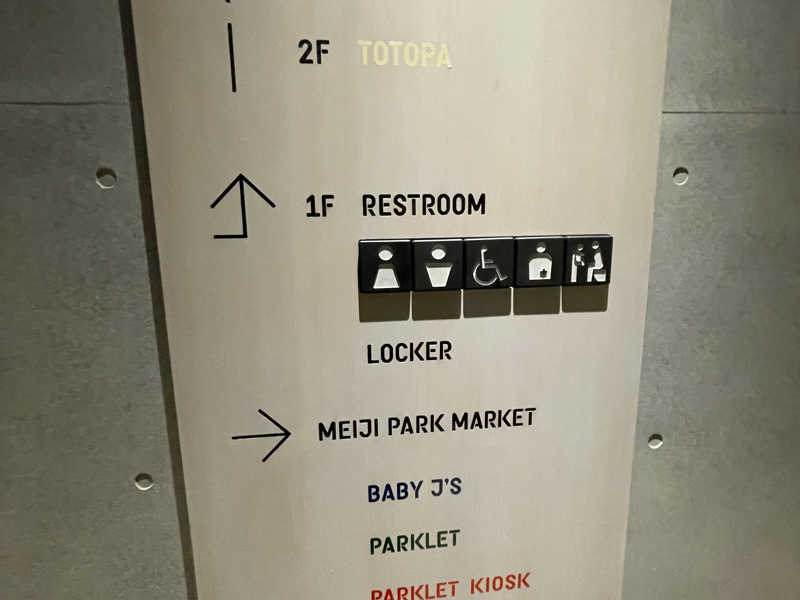 2F TOTOPA
1F RESTROOM
LOCKER
MEIJI PARK MARKET
BABY J'S
PARKLET
PARKLET KIOSK